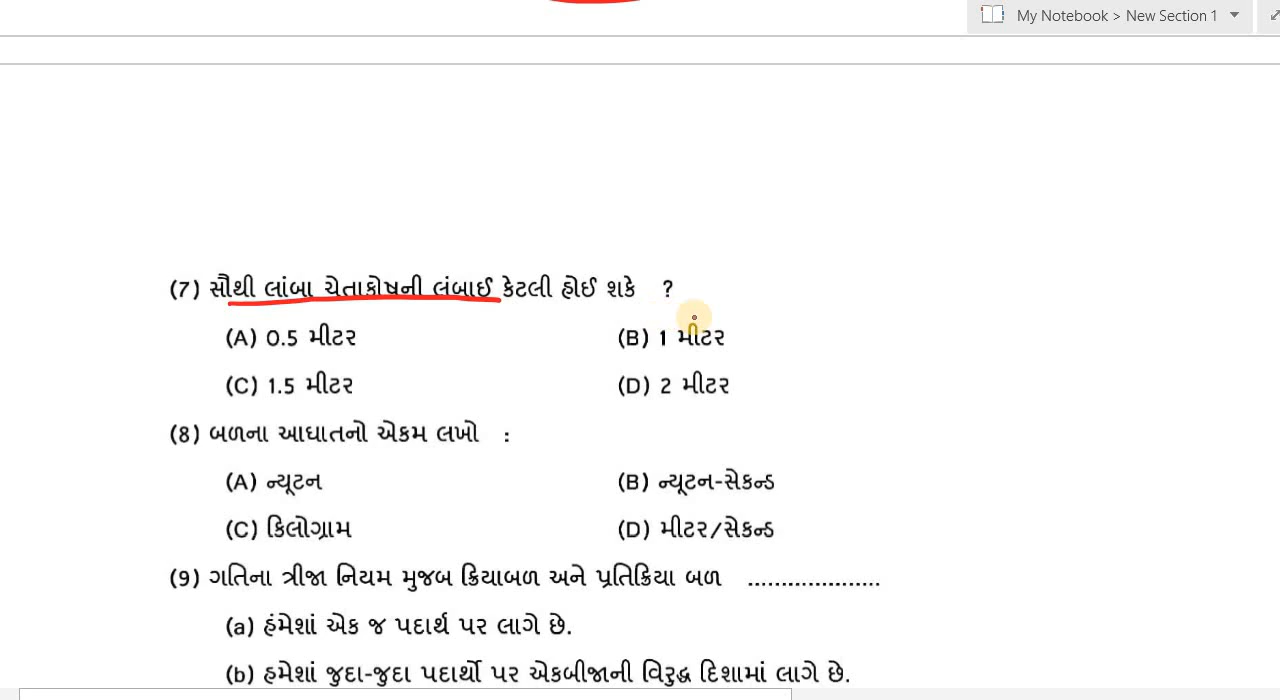 My Notebook > New Section 1
(7) સૌથી લાંબા ચેતાકોષની લંબાઈ કેટલી હોઈ શકે ?
(A) 0.5 મીટર (B) 1 મીટર
(C) 1.5 મીટર (D) 2 મીટર
(8) બળના આઘાતનો એકમ લખો :
(A) ન્યૂટન (B) ન્યૂટન-સેકન્ડ
(C) કિલોગ્રામ (D) મીટર/સેકન્ડ
(9) ગતિના ત્રીજા નિયમ મુજબ ક્રિયાબળ અને પ્રતિક્રિયા બળ ....................
(a) હંમેશાં એક જ પદાર્થ પર લાગે છે.
(b) હમેશાં જુદા-જુદા પદાર્થો પર એકબીજાની વિરુદ્ધ દિશામાં લાગે છે.